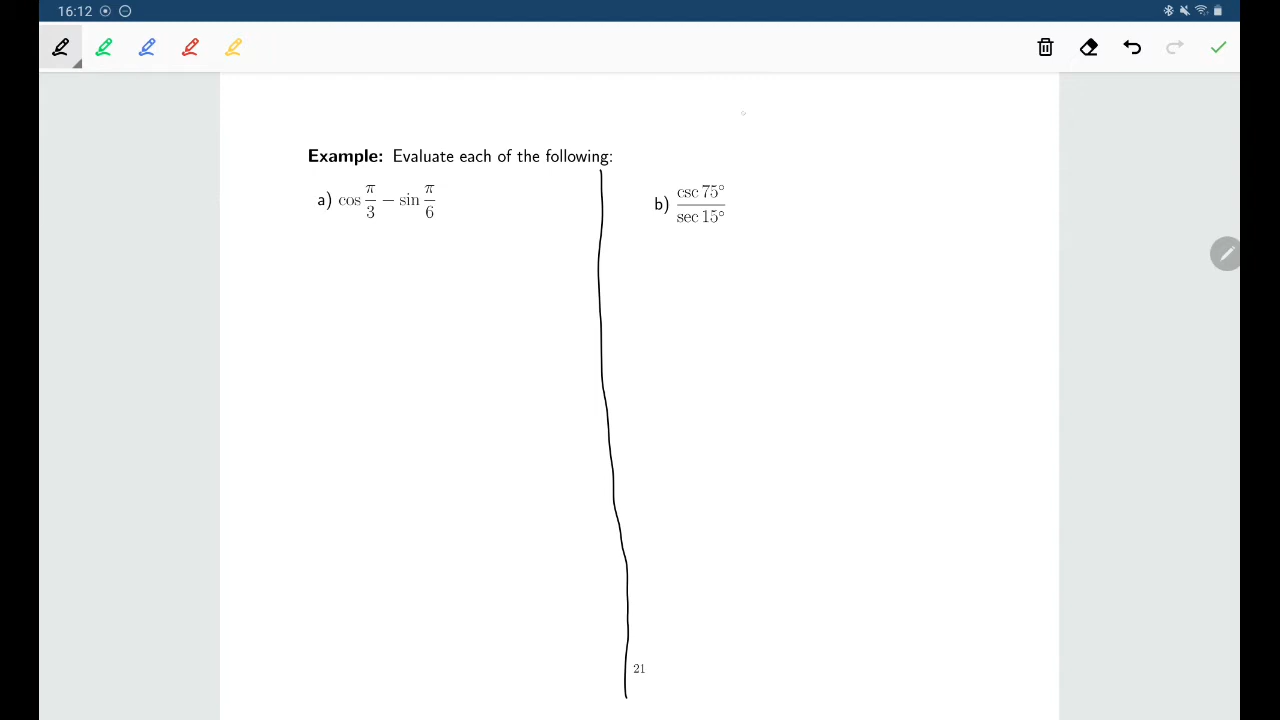 16:12
Example: Evaluate each of the following:
a) cos π/3 − sin π/6
b) csc 75° / sec 15°
21